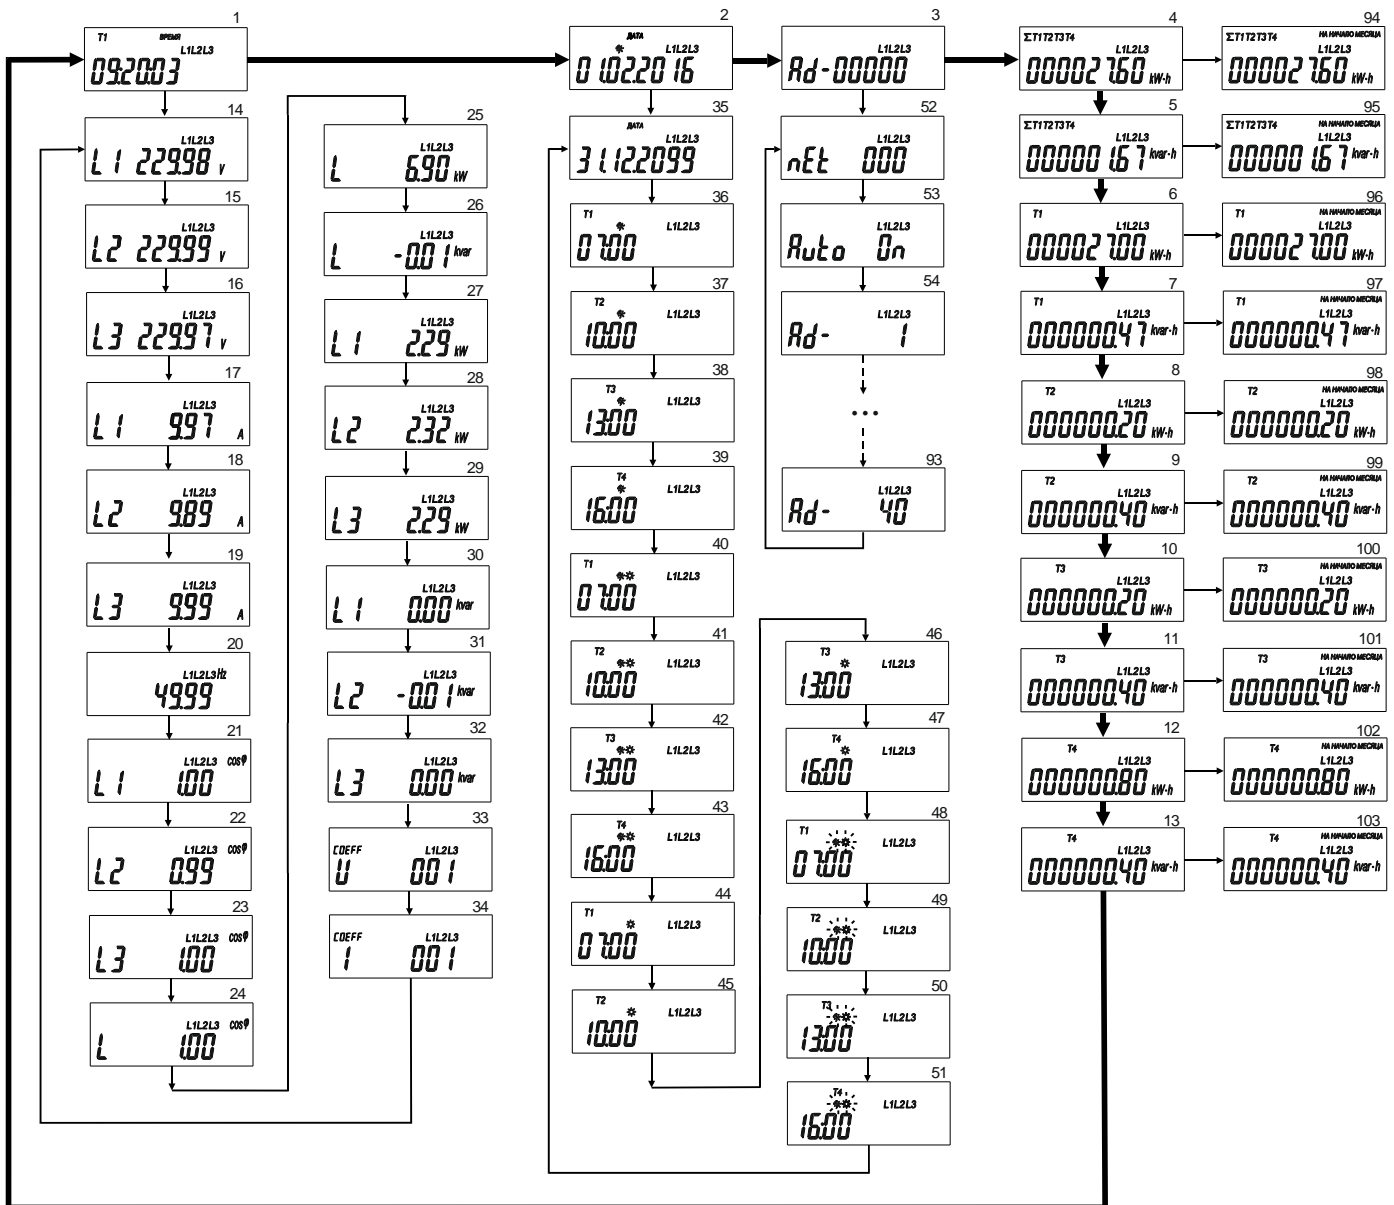 1
T1 ВРЕМЯ
L1L2L3
09:20:03
14
L1L2L3
L1 229.98 V
15
L1L2L3
L2 229.99 V
16
L1L2L3
L3 229.97 V
17
L1L2L3
L1 9.97 A
18
L1L2L3
L2 9.89 A
19
L1L2L3
L3 9.99 A
20
L1L2L3 Hz
49.99
21
L1L2L3 COSφ
L1 1.00
22
L1L2L3 COSφ
L2 0.99
23
L1L2L3 COSφ
L3 1.00
24
L1L2L3 COSφ
L 1.00
25
L1L2L3
L 6.90 kW
26
L1L2L3
L -0.01 kvar
27
L1L2L3
L1 2.29 kW
28
L1L2L3
L2 2.32 kW
29
L1L2L3
L3 2.29 kW
30
L1L2L3
L1 0.00 kvar
31
L1L2L3
L2 -0.01 kvar
32
L1L2L3
L3 0.00 kvar
33
COEFF L1L2L3
U 001
34
COEFF L1L2L3
I 001
2
ДАТА
L1L2L3
01.02.2016
35
ДАТА
L1L2L3
31.12.2099
36
T1
L1L2L3
07:00
37
T2
L1L2L3
10:00
38
T3
L1L2L3
13:00
39
T4
L1L2L3
16:00
40
T1
L1L2L3
07:00
41
T2
L1L2L3
10:00
42
T3
L1L2L3
13:00
43
T4
L1L2L3
16:00
44
T1
L1L2L3
07:00
45
T2
L1L2L3
10:00
46
T3
L1L2L3
13:00
47
T4
L1L2L3
16:00
48
T1
L1L2L3
07:00
49
T2
L1L2L3
10:00
50
T3
L1L2L3
13:00
51
T4
L1L2L3
16:00
3
L1L2L3
Ad-00000
52
L1L2L3
nEt 000
53
L1L2L3
Auto On
54
L1L2L3
Ad- 1
...
93
L1L2L3
Ad- 40
4
ΣT1T2T3T4
L1L2L3
000027.60 kW·h
5
ΣT1T2T3T4
L1L2L3
000001.67 kvar·h
6
T1
L1L2L3
000027.00 kW·h
7
T1
L1L2L3
000000.47 kvar·h
8
T2
L1L2L3
000000.20 kW·h
9
T2
L1L2L3
000000.40 kvar·h
10
T3
L1L2L3
000000.20 kW·h
11
T3
L1L2L3
000000.40 kvar·h
12
T4
L1L2L3
000000.80 kW·h
13
T4
L1L2L3
000000.40 kvar·h
94
ΣT1T2T3T4 НА НАЧАЛО МЕСЯЦА
L1L2L3
000027.60 kW·h
95
ΣT1T2T3T4 НА НАЧАЛО МЕСЯЦА
L1L2L3
000001.67 kvar·h
96
T1 НА НАЧАЛО МЕСЯЦА
L1L2L3
000027.00 kW·h
97
T1 НА НАЧАЛО МЕСЯЦА
L1L2L3
000000.47 kvar·h
98
T2 НА НАЧАЛО МЕСЯЦА
L1L2L3
000000.20 kW·h
99
T2 НА НАЧАЛО МЕСЯЦА
L1L2L3
000000.40 kvar·h
100
T3 НА НАЧАЛО МЕСЯЦА
L1L2L3
000000.20 kW·h
101
T3 НА НАЧАЛО МЕСЯЦА
L1L2L3
000000.40 kvar·h
102
T4 НА НАЧАЛО МЕСЯЦА
L1L2L3
000000.80 kW·h
103
T4 НА НАЧАЛО МЕСЯЦА
L1L2L3
000000.40 kvar·h